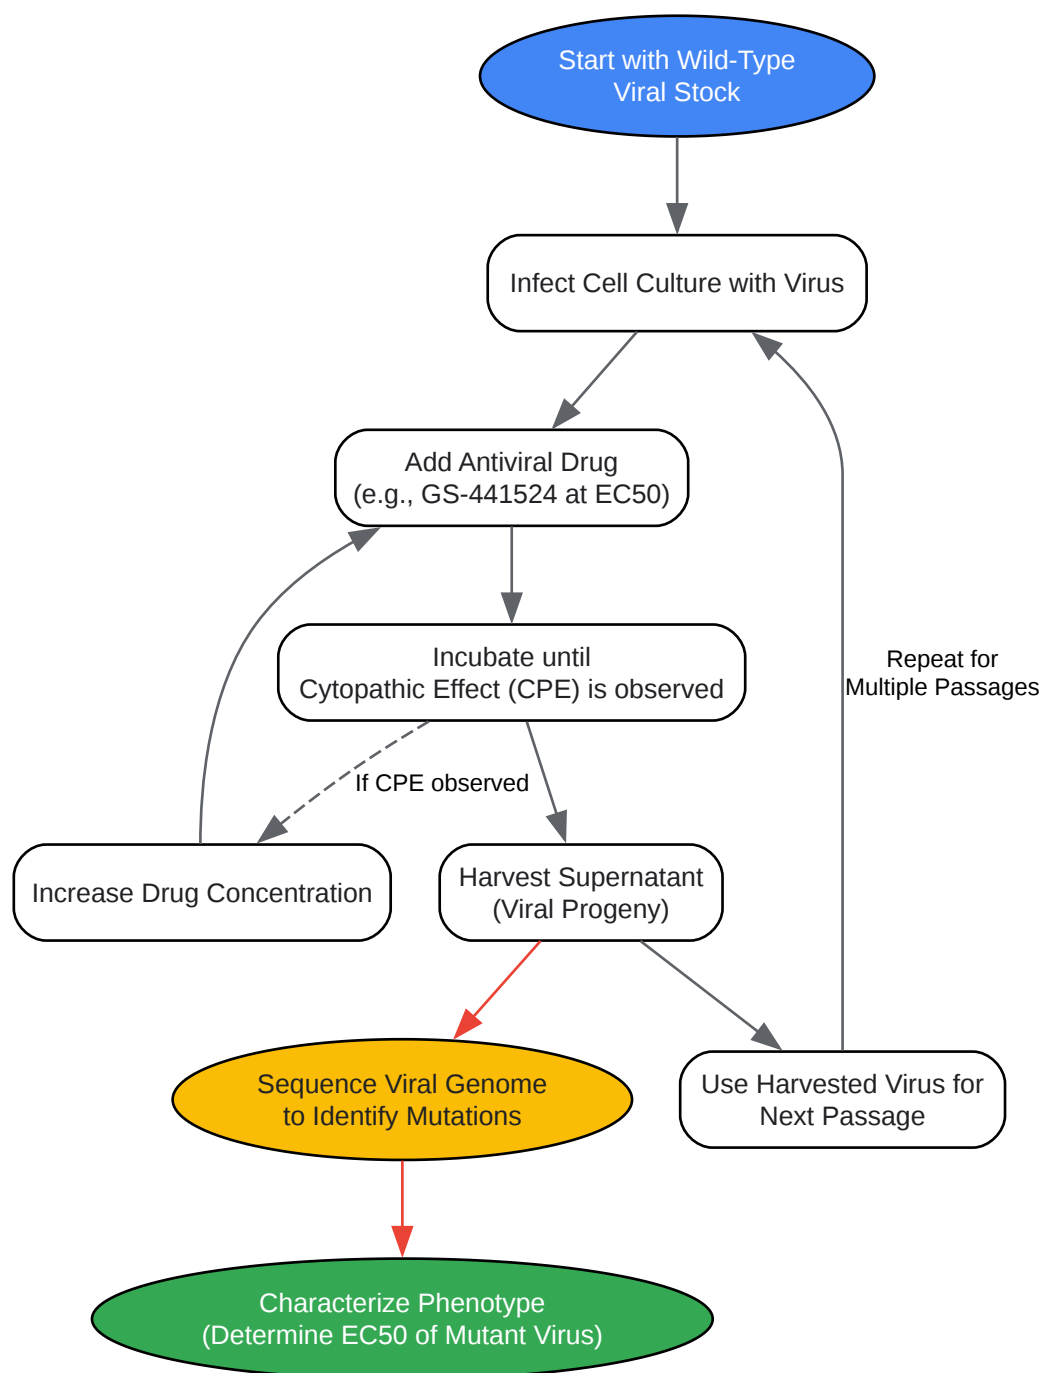 Start with Wild-Type
Viral Stock
Infect Cell Culture with Virus
Add Antiviral Drug
(e.g., GS-441524 at EC50)
Incubate until
Cytopathic Effect (CPE) is observed
Repeat for
Multiple Passages
If CPE observed
Increase Drug Concentration
Harvest Supernatant
(Viral Progeny)
Sequence Viral Genome
to Identify Mutations
Use Harvested Virus for
Next Passage
Characterize Phenotype
(Determine EC50 of Mutant Virus)